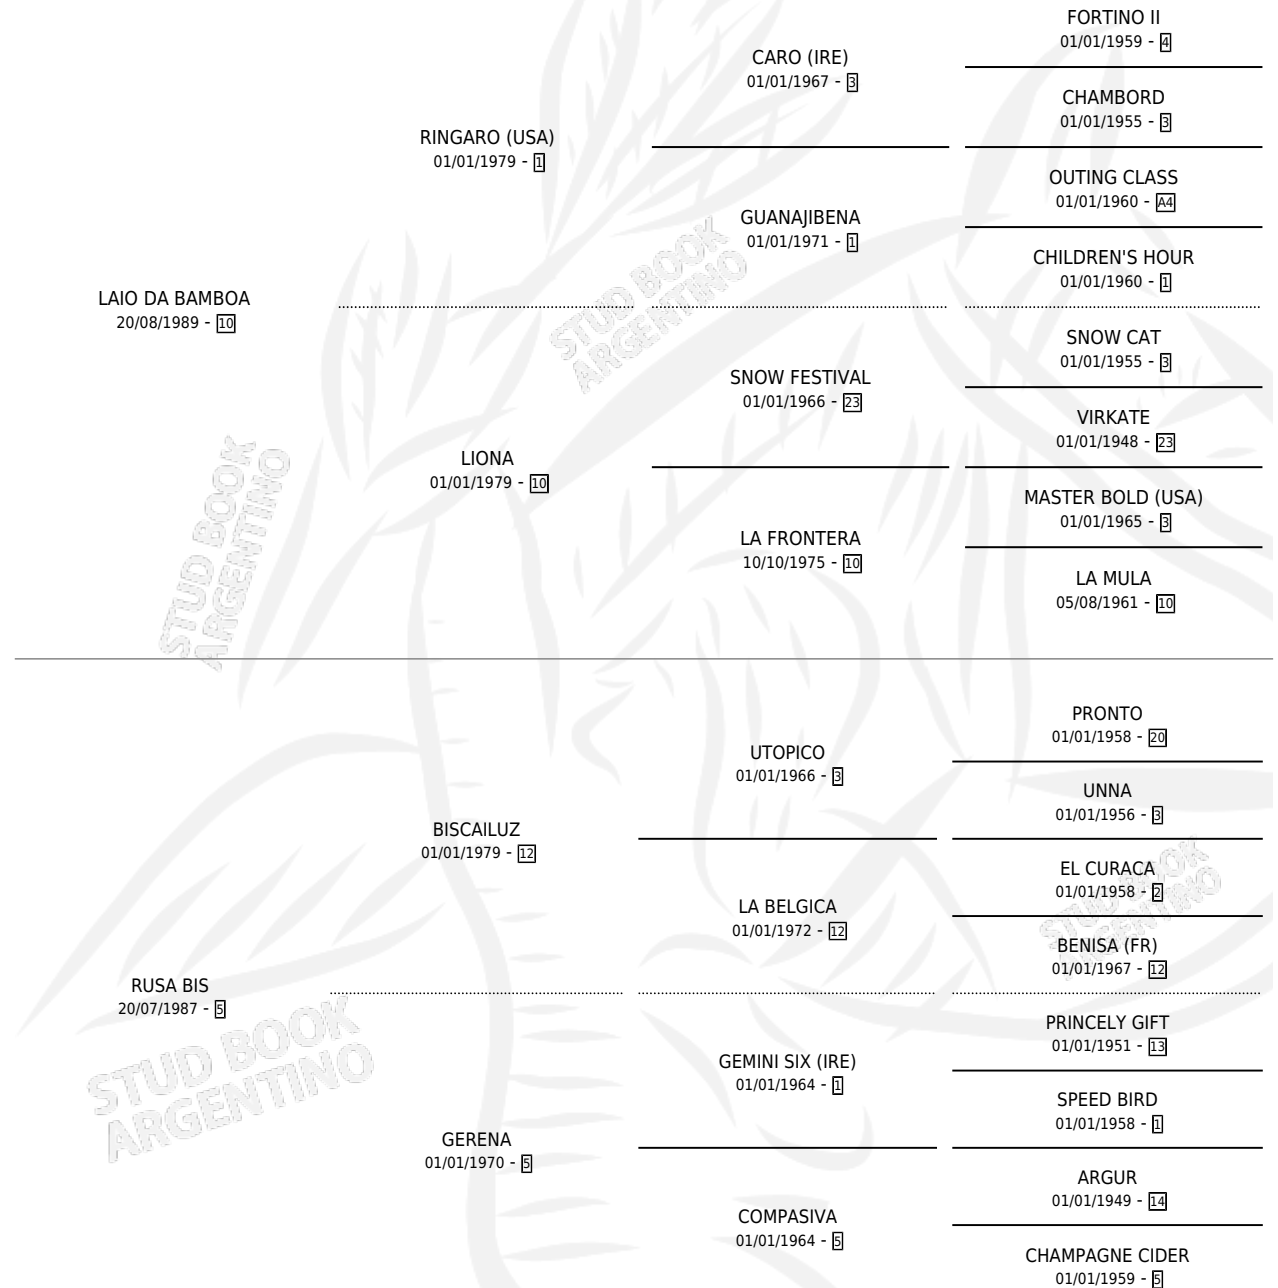 FORTINO II
01/01/1959 - 4
CARO (IRE)
01/01/1967 - 3
CHAMBORD
01/01/1955 - 3
RINGARO (USA)
01/01/1979 - 1
OUTING CLASS
01/01/1960 - A4
GUANAJIBENA
01/01/1971 - 1
CHILDREN'S HOUR
01/01/1960 - 1
LAIO DA BAMBOA
20/08/1989 - 10
SNOW CAT
01/01/1955 - 3
SNOW FESTIVAL
01/01/1966 - 23
VIRKATE
01/01/1948 - 23
LIONA
01/01/1979 - 10
MASTER BOLD (USA)
01/01/1965 - 3
LA FRONTERA
10/10/1975 - 10
LA MULA
05/08/1961 - 10
STUD BOOK
ARGENTINO
STUD BOOK
ARGENTINO
PRONTO
01/01/1958 - 20
UTOPICO
01/01/1966 - 3
UNNA
01/01/1956 - 3
BISCAILUZ
01/01/1979 - 12
EL CURACA
01/01/1958 - 2
LA BELGICA
01/01/1972 - 12
BENISA (FR)
01/01/1967 - 12
RUSA BIS
20/07/1987 - 5
PRINCELY GIFT
01/01/1951 - 13
GEMINI SIX (IRE)
01/01/1964 - 1
SPEED BIRD
01/01/1958 - 1
GERENA
01/01/1970 - 5
ARGUR
01/01/1949 - 14
COMPASIVA
01/01/1964 - 5
CHAMPAGNE CIDER
01/01/1959 - 5
STUD BOOK
ARGENTINO
STUD BOOK
ARGENTINO